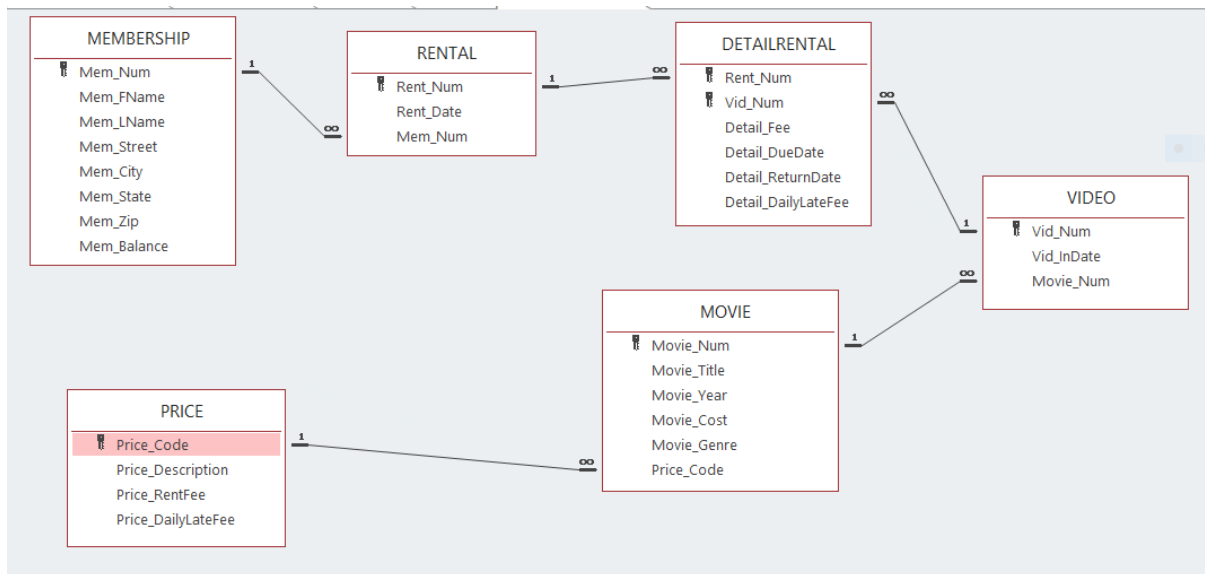 MEMBERSHIP
Mem_Num
Mem_FName
Mem_LName
Mem_Street
Mem_City
Mem_State
Mem_Zip
Mem_Balance
1
∞
RENTAL
Rent_Num
Rent_Date
Mem_Num
1
∞
DETAILRENTAL
Rent_Num
Vid_Num
Detail_Fee
Detail_DueDate
Detail_ReturnDate
Detail_DailyLateFee
∞
1
VIDEO
Vid_Num
Vid_InDate
Movie_Num
∞
1
MOVIE
Movie_Num
Movie_Title
Movie_Year
Movie_Cost
Movie_Genre
Price_Code
∞
1
PRICE
Price_Code
Price_Description
Price_RentFee
Price_DailyLateFee